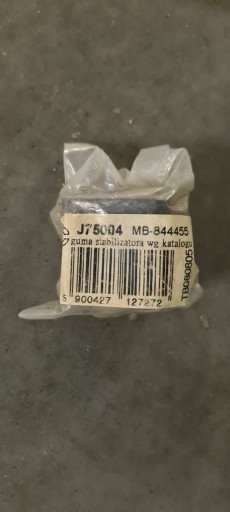 J75004 MB-844455
guma stabilizatora wg katalogu
5 900427 127272
TB080805